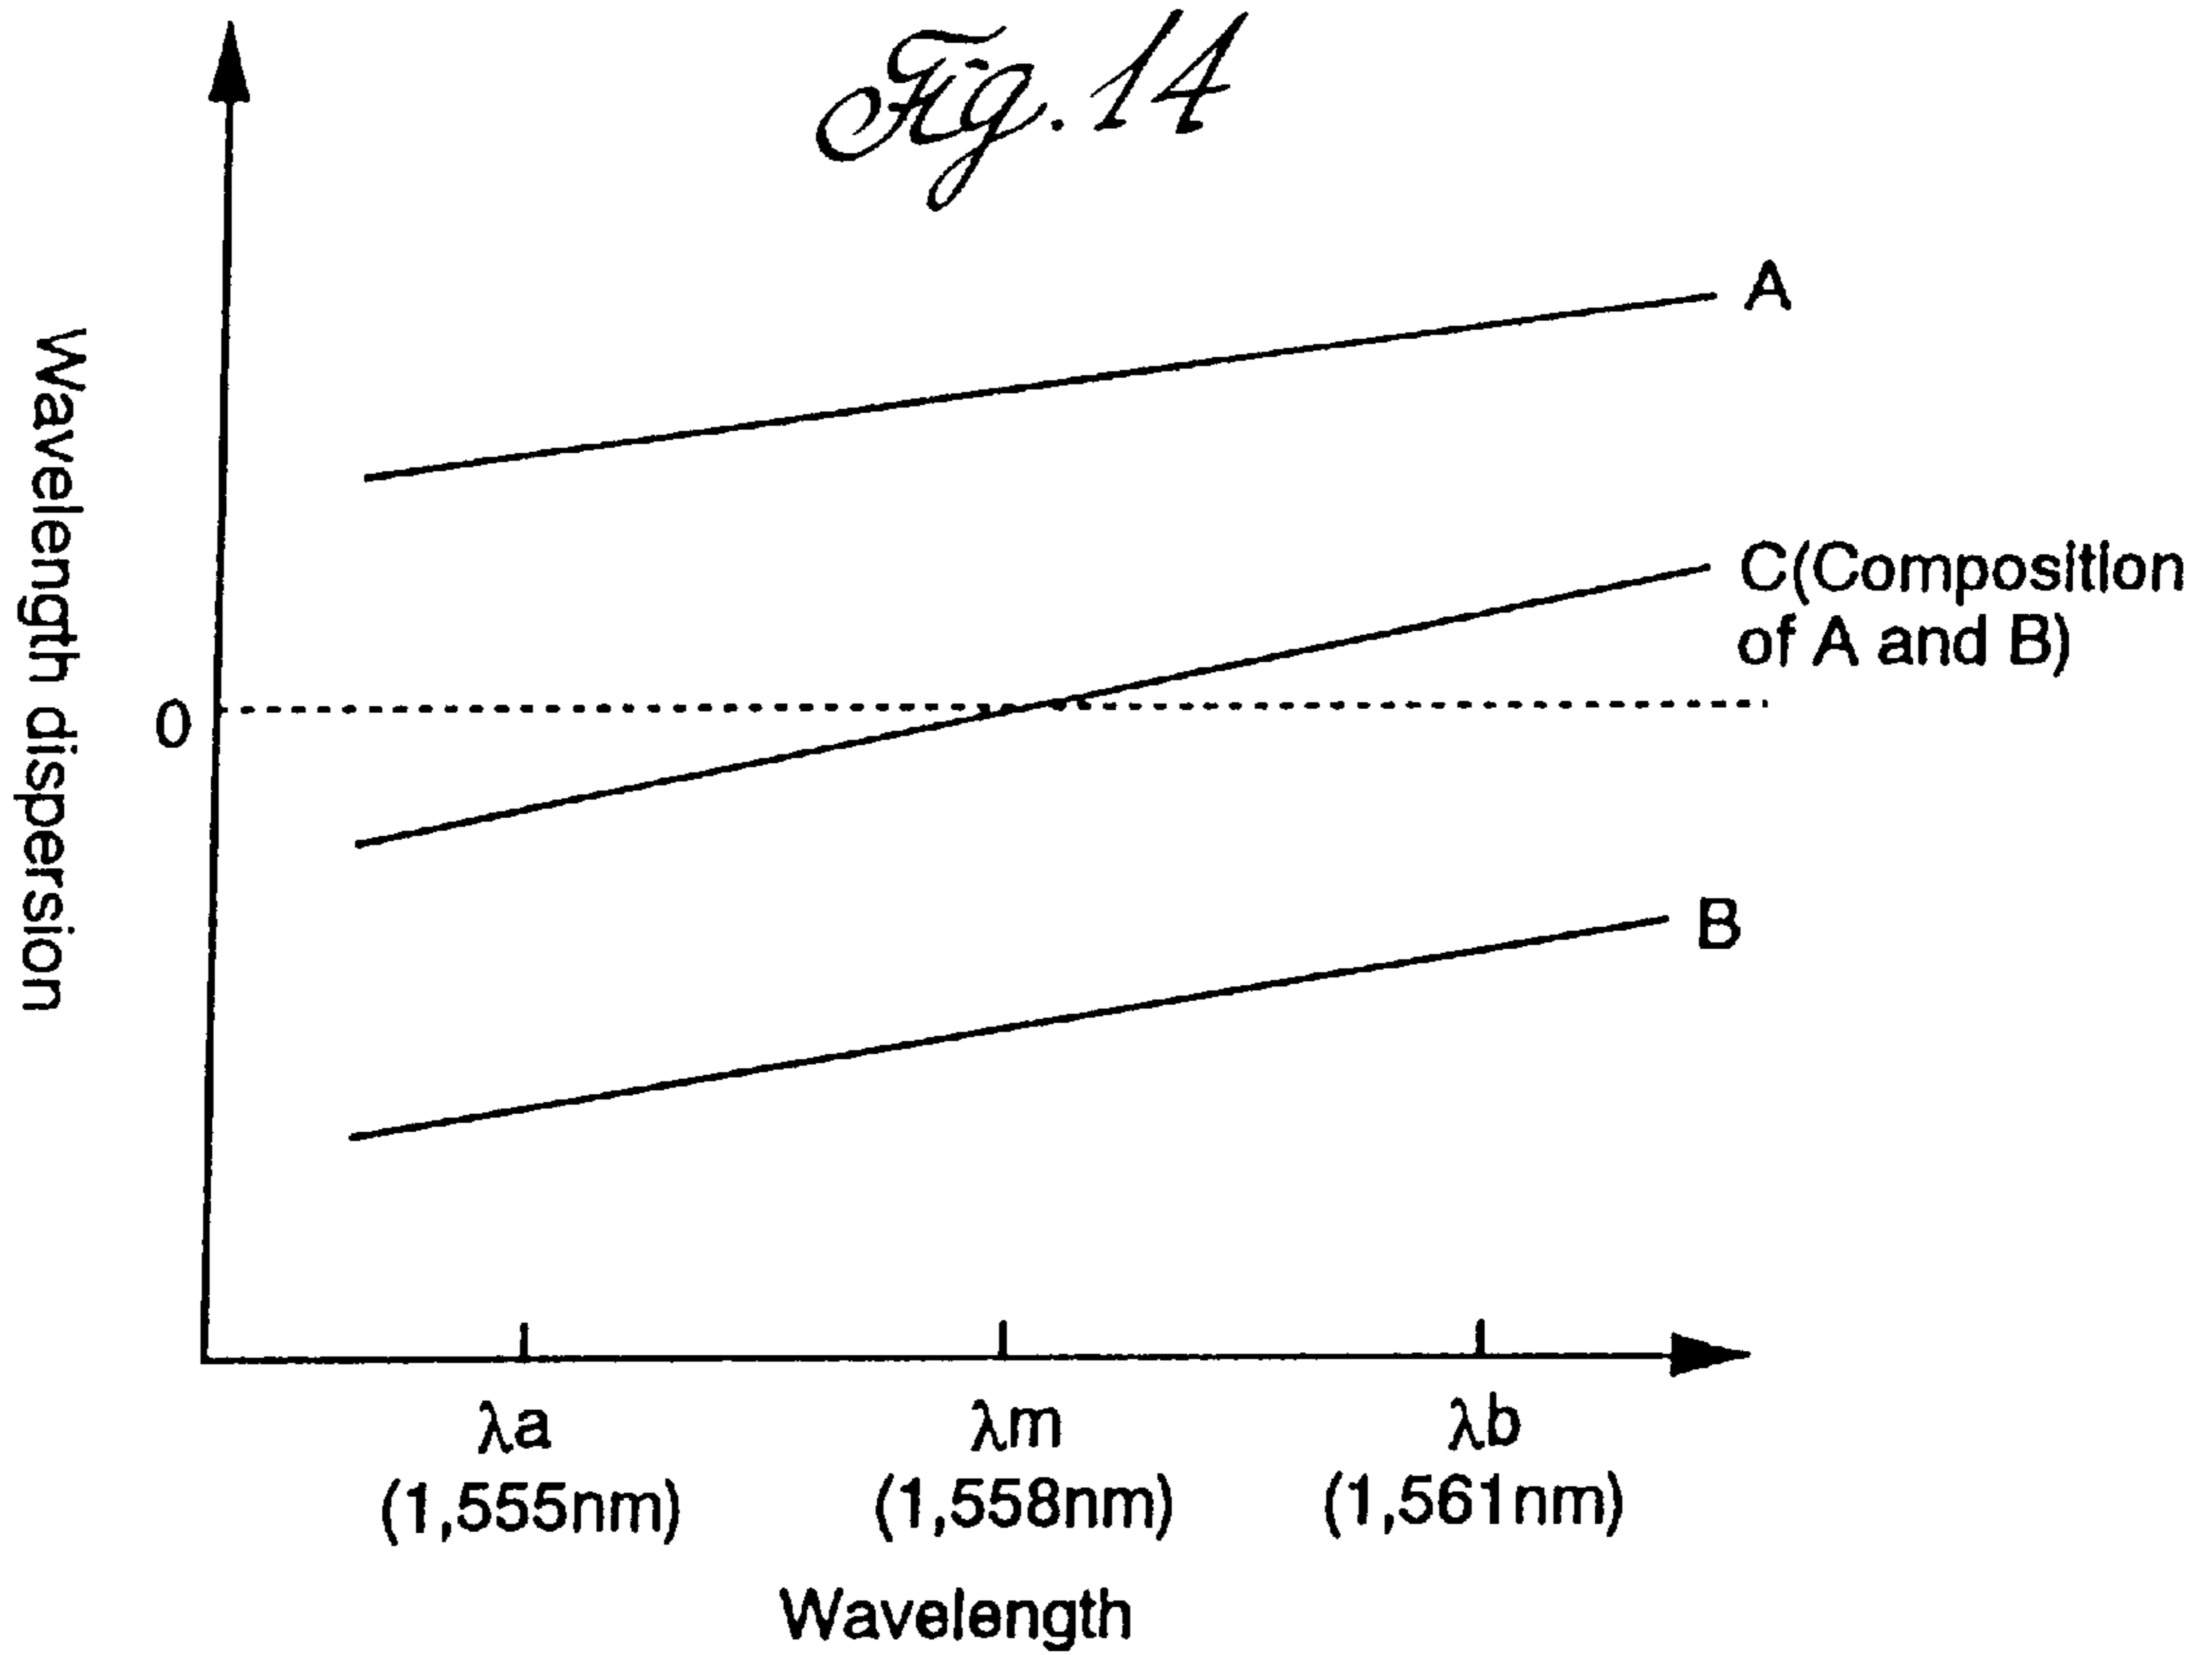 Fig. 14
A
C(Composition
of A and B)
0
B
Wavelength dispersion
λa
λm
λb
(1,555nm)
(1,558nm)
(1,561nm)
Wavelength